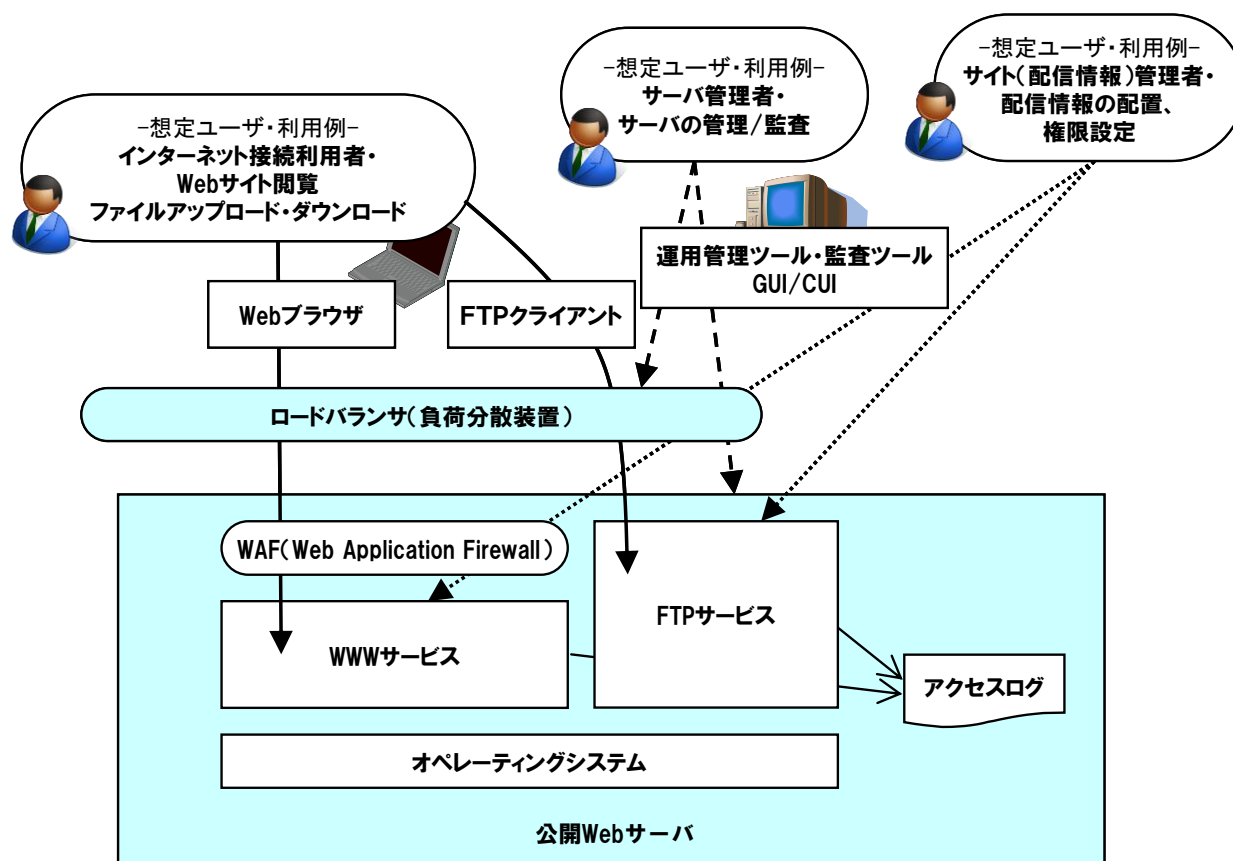 -想定ユーザ・利用例-
インターネット接続利用者・
Webサイト閲覧
ファイルアップロード・ダウンロード
-想定ユーザ・利用例-
サーバ管理者・
サーバの管理/監査
-想定ユーザ・利用例-
サイト(配信情報)管理者・
配信情報の配置、
権限設定
運用管理ツール・監査ツール
GUI/CUI
Webブラウザ
FTPクライアント
ロードバランサ(負荷分散装置)
WAF(Web Application Firewall)
FTPサービス
WWWサービス
アクセスログ
オペレーティングシステム
公開Webサーバ